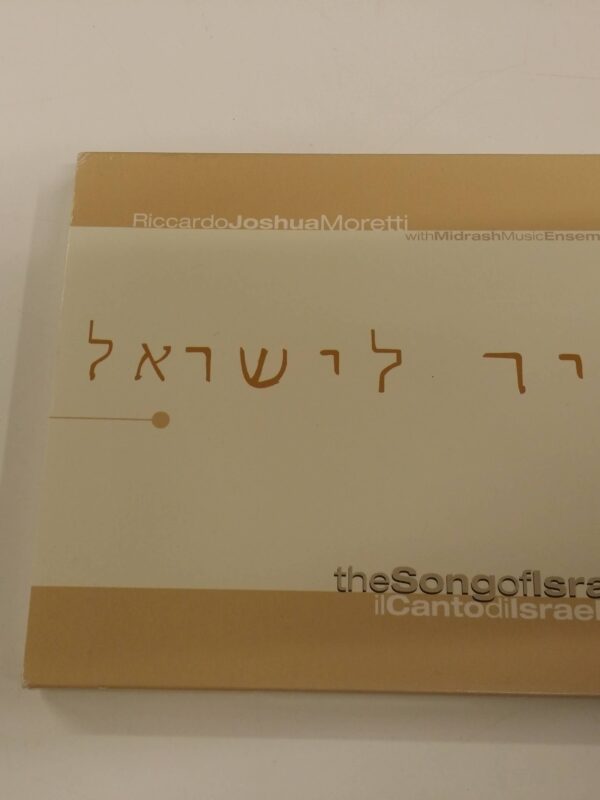 RiccardoJoshuaMoretti
withMidrashMusicEnsem
יר לישראל
theSongofIsra
ilCantodiIsrael